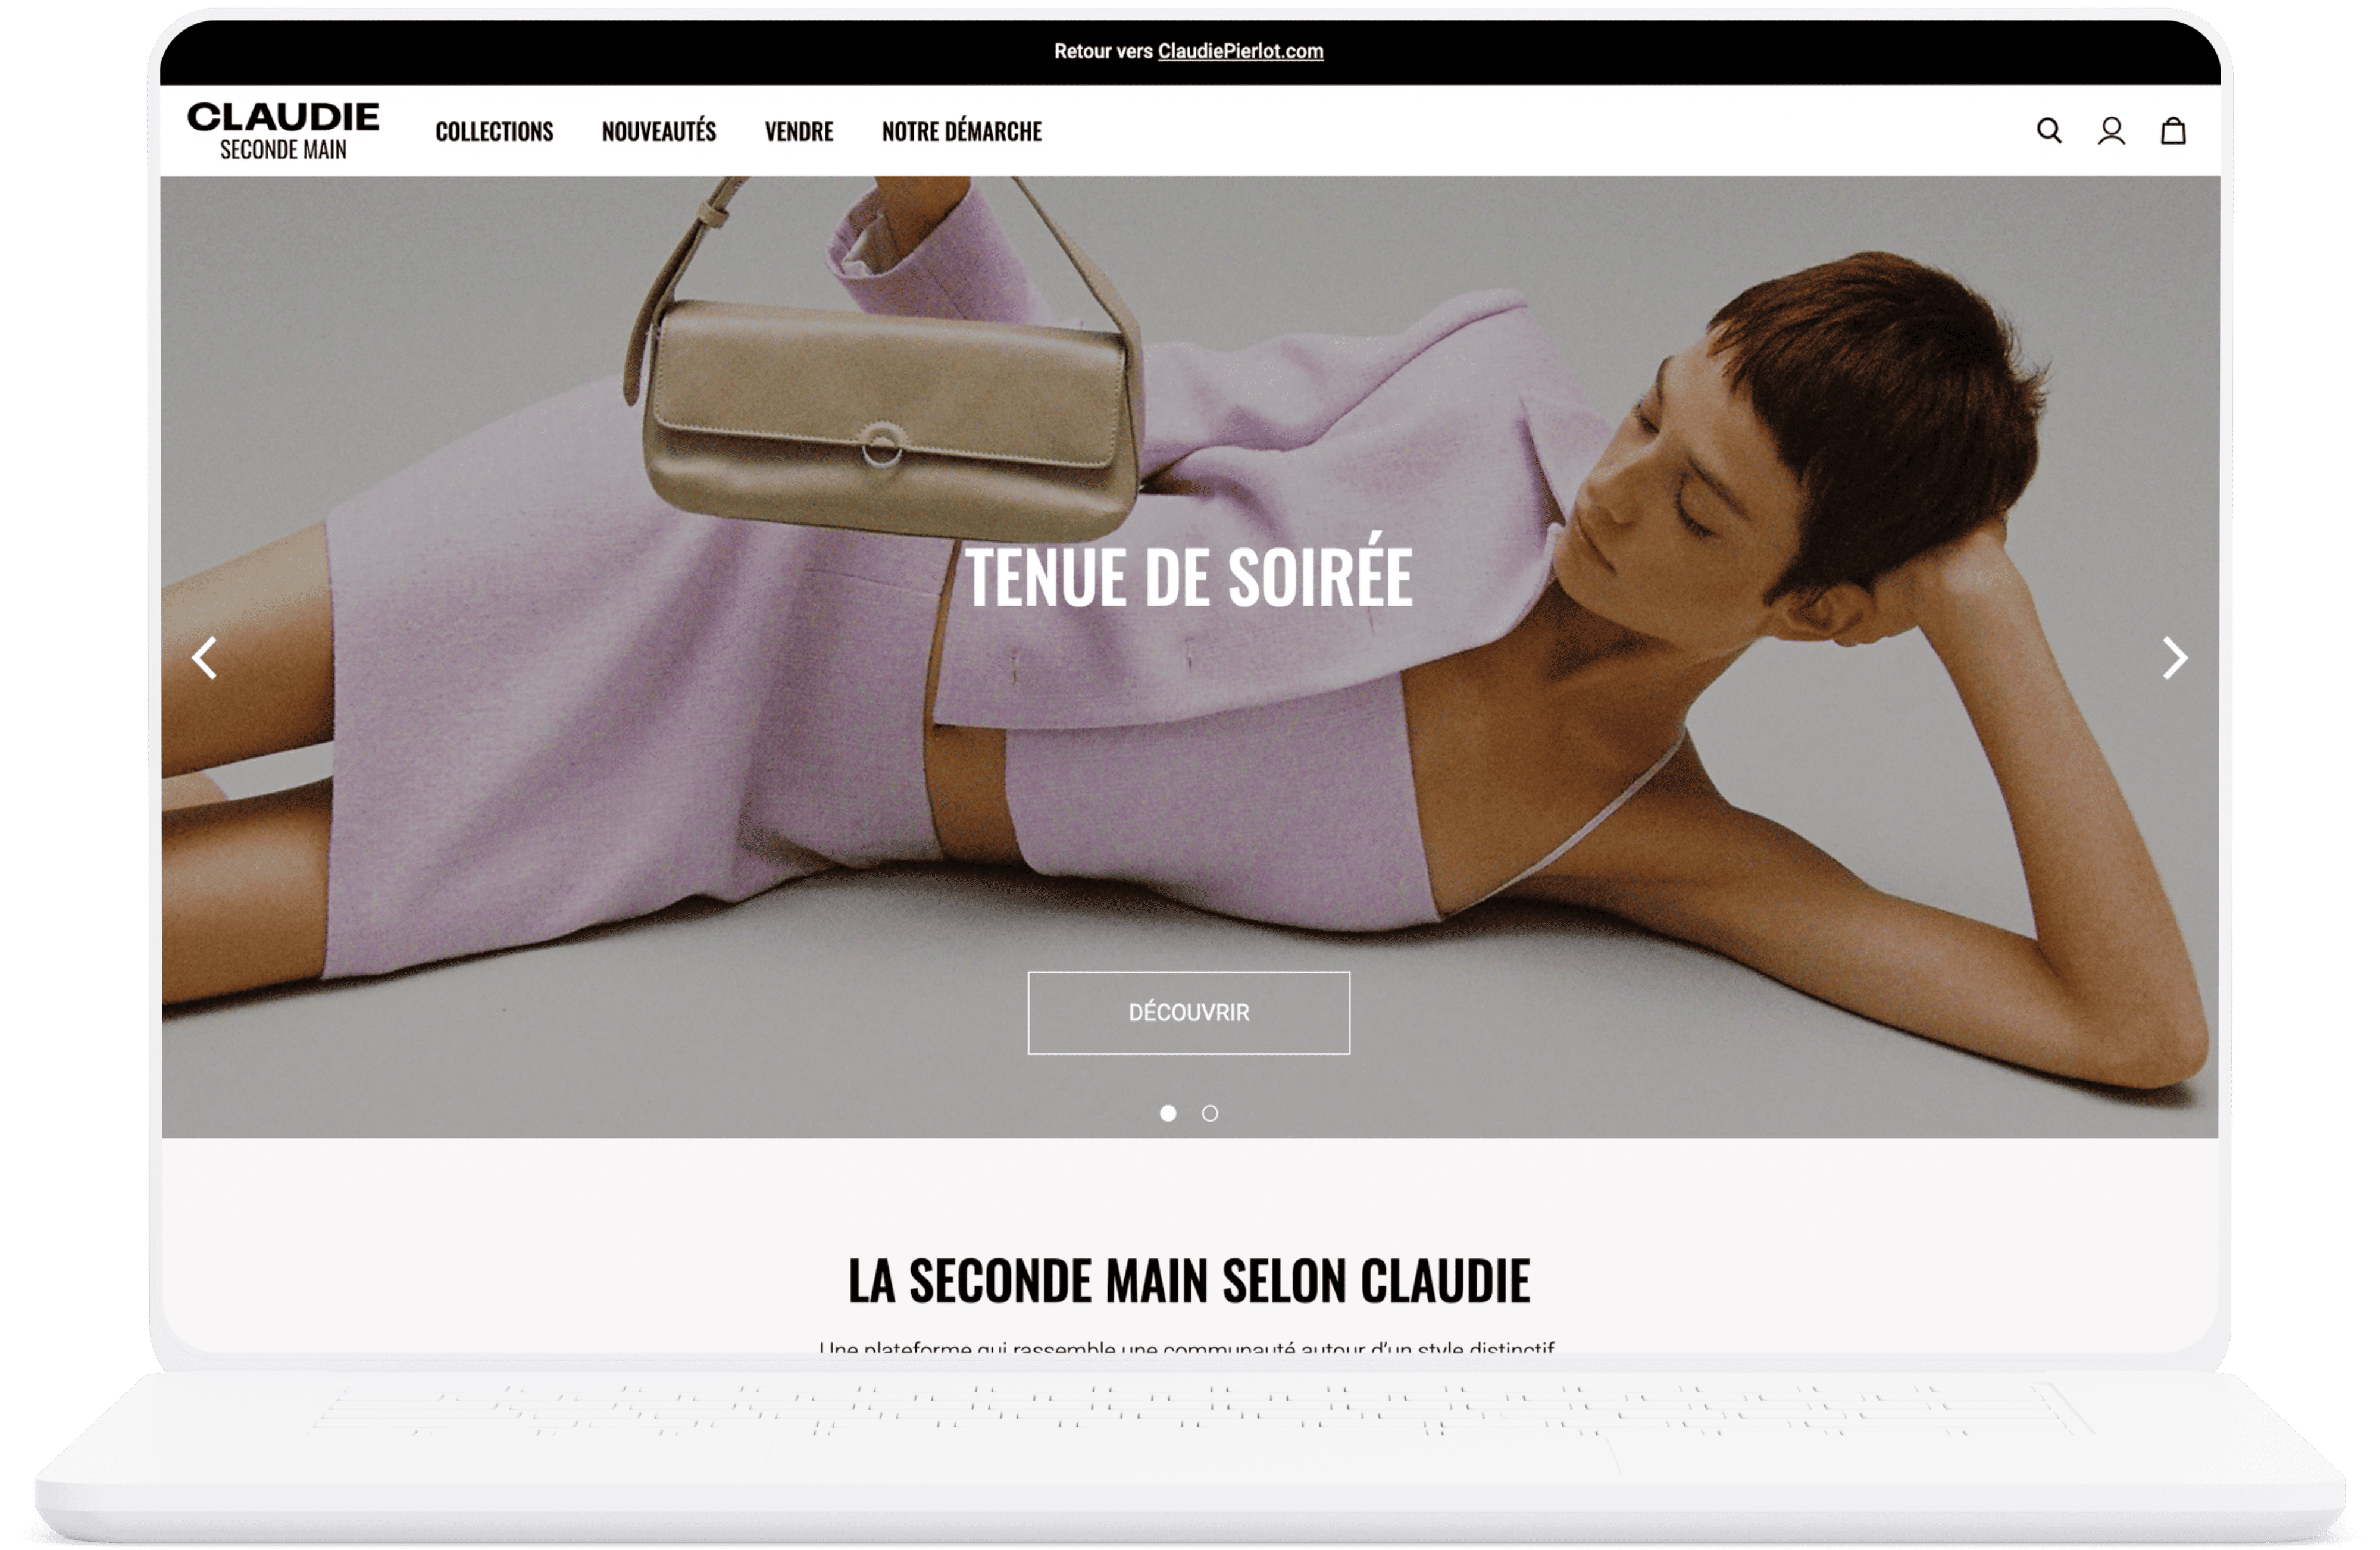 Retour vers ClaudiePierlot.com
CLAUDIE
SECONDE MAIN
COLLECTIONS NOUVEAUTÉS VENDRE NOTRE DÉMARCHE
TENUE DE SOIRÉE
DÉCOUVRIR
LA SECONDE MAIN SELON CLAUDIE
Une plateforme qui rassemble une communauté autour d’un style distinctif